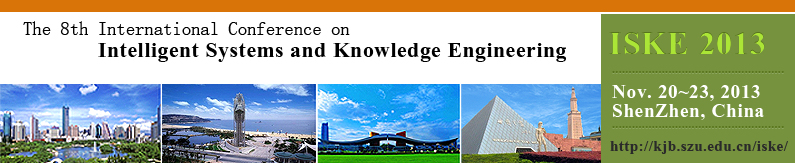 The 8th International Conference on
Intelligent Systems and Knowledge Engineering
ISKE 2013
Nov. 20~23, 2013
ShenZhen, China
http://kjb.szu.edu.cn/iske/